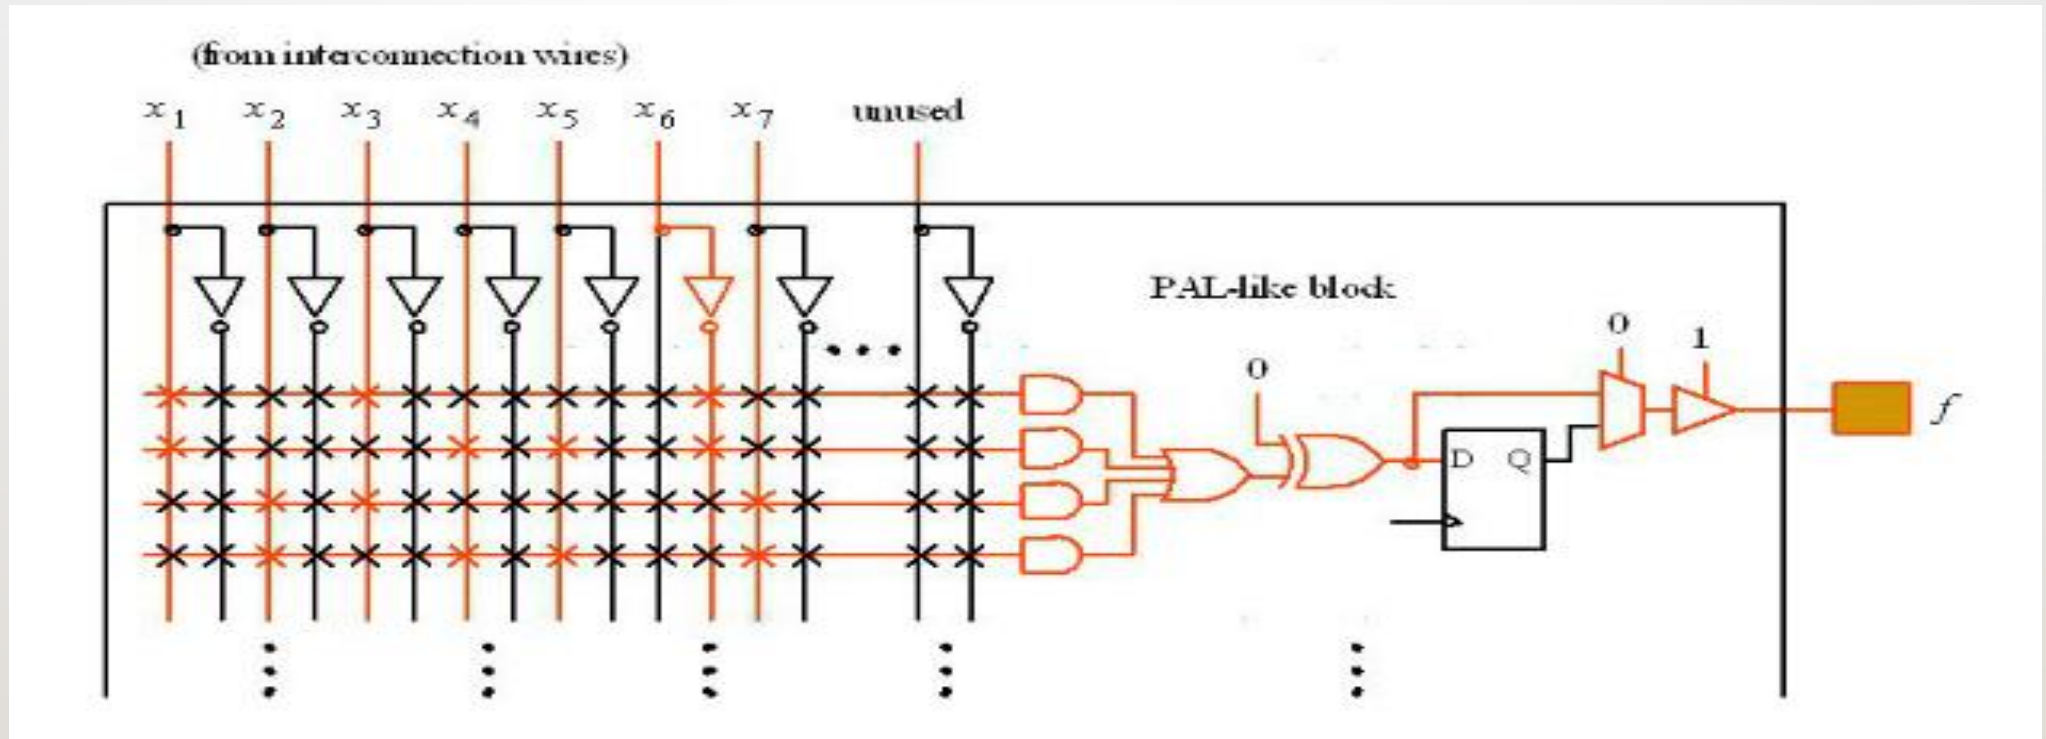 (from interconnection wires)
x1 x2 x3 x4 x5 x6 x7 unused
PAL-like block
0 1
0
f
D Q